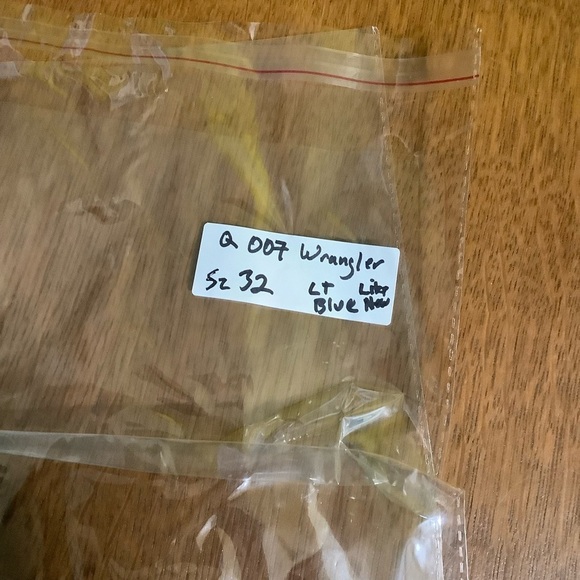 Q 007 Wrangler
Sz 32 LT Like
Blue New